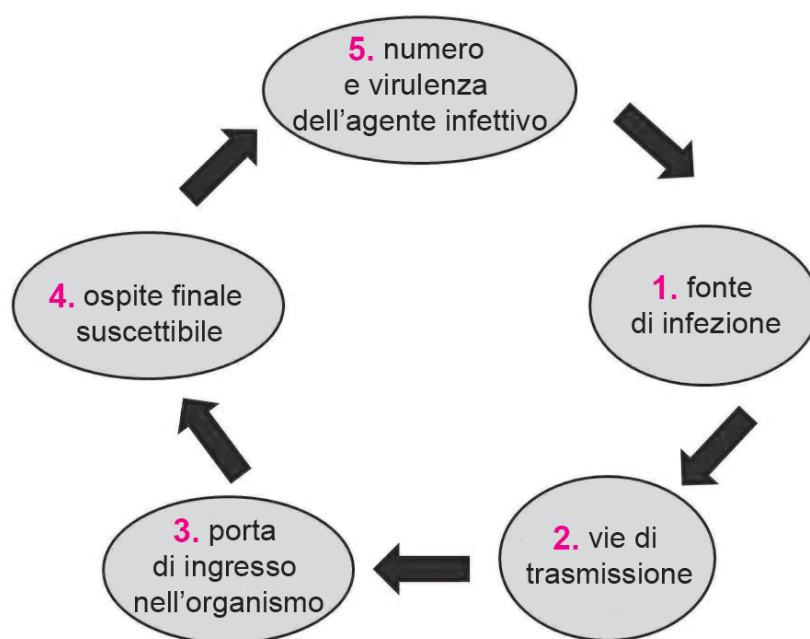 5. numero
e virulenza
dell'agente infettivo
1. fonte
di infezione
2. vie di
trasmissione
3. porta
di ingresso
nell'organismo
4. ospite finale
suscettibile